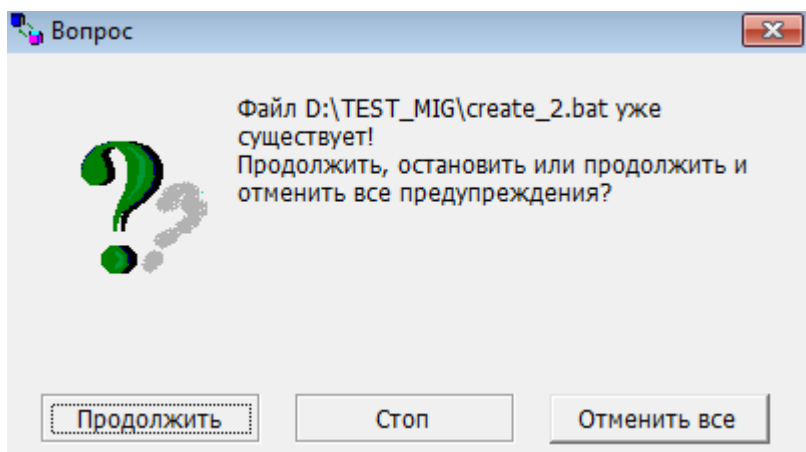 Вопрос
Файл D:\TEST_MIG\create_2.bat уже
существует!
Продолжить, остановить или продолжить и
отменить все предупреждения?
Продолжить
Стоп
Отменить все